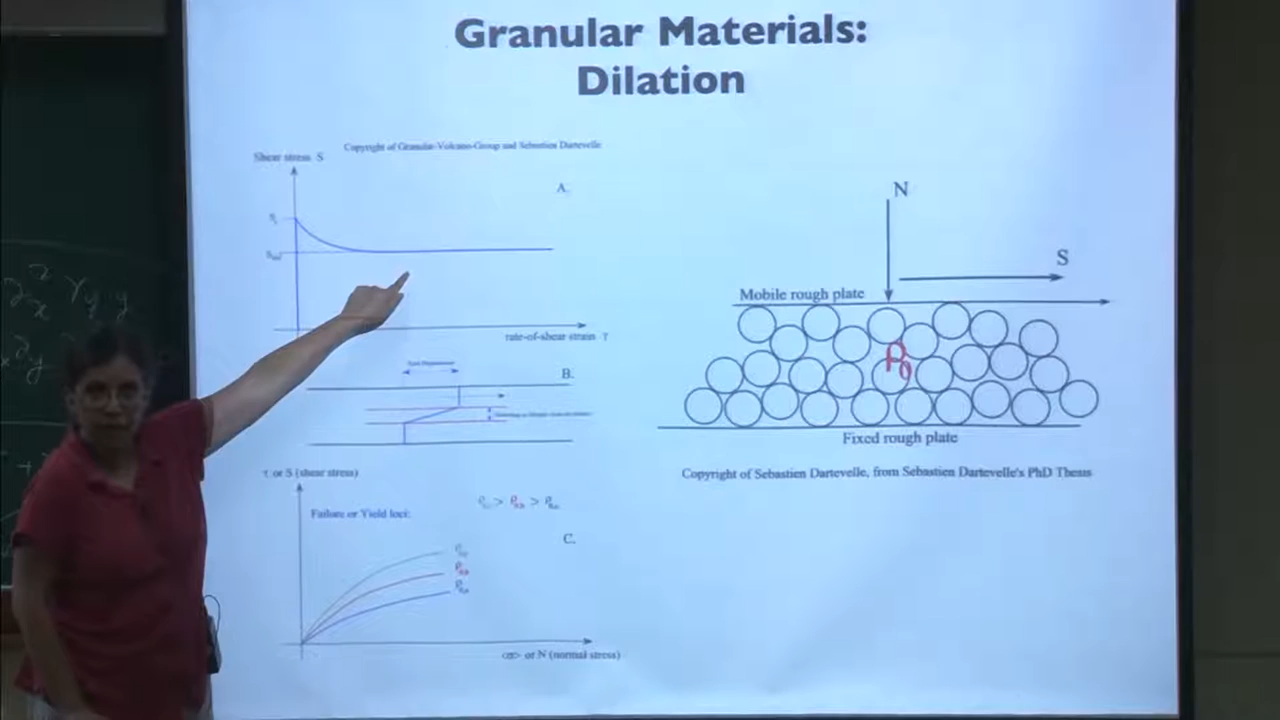 Granular Materials:
Dilation
Copyright of Granular-Volcano-Group and Sebastien Dartevelle
Shear stress S
A.
rate-of-shear strain γ
B.
τ or S (shear stress)
Failure or Yield loci:
C.
or N (normal stress)
N
S
Mobile rough plate
ρ₀
Fixed rough plate
Copyright of Sebastien Dartevelle, from Sebastien Dartevelle's PhD Thesis